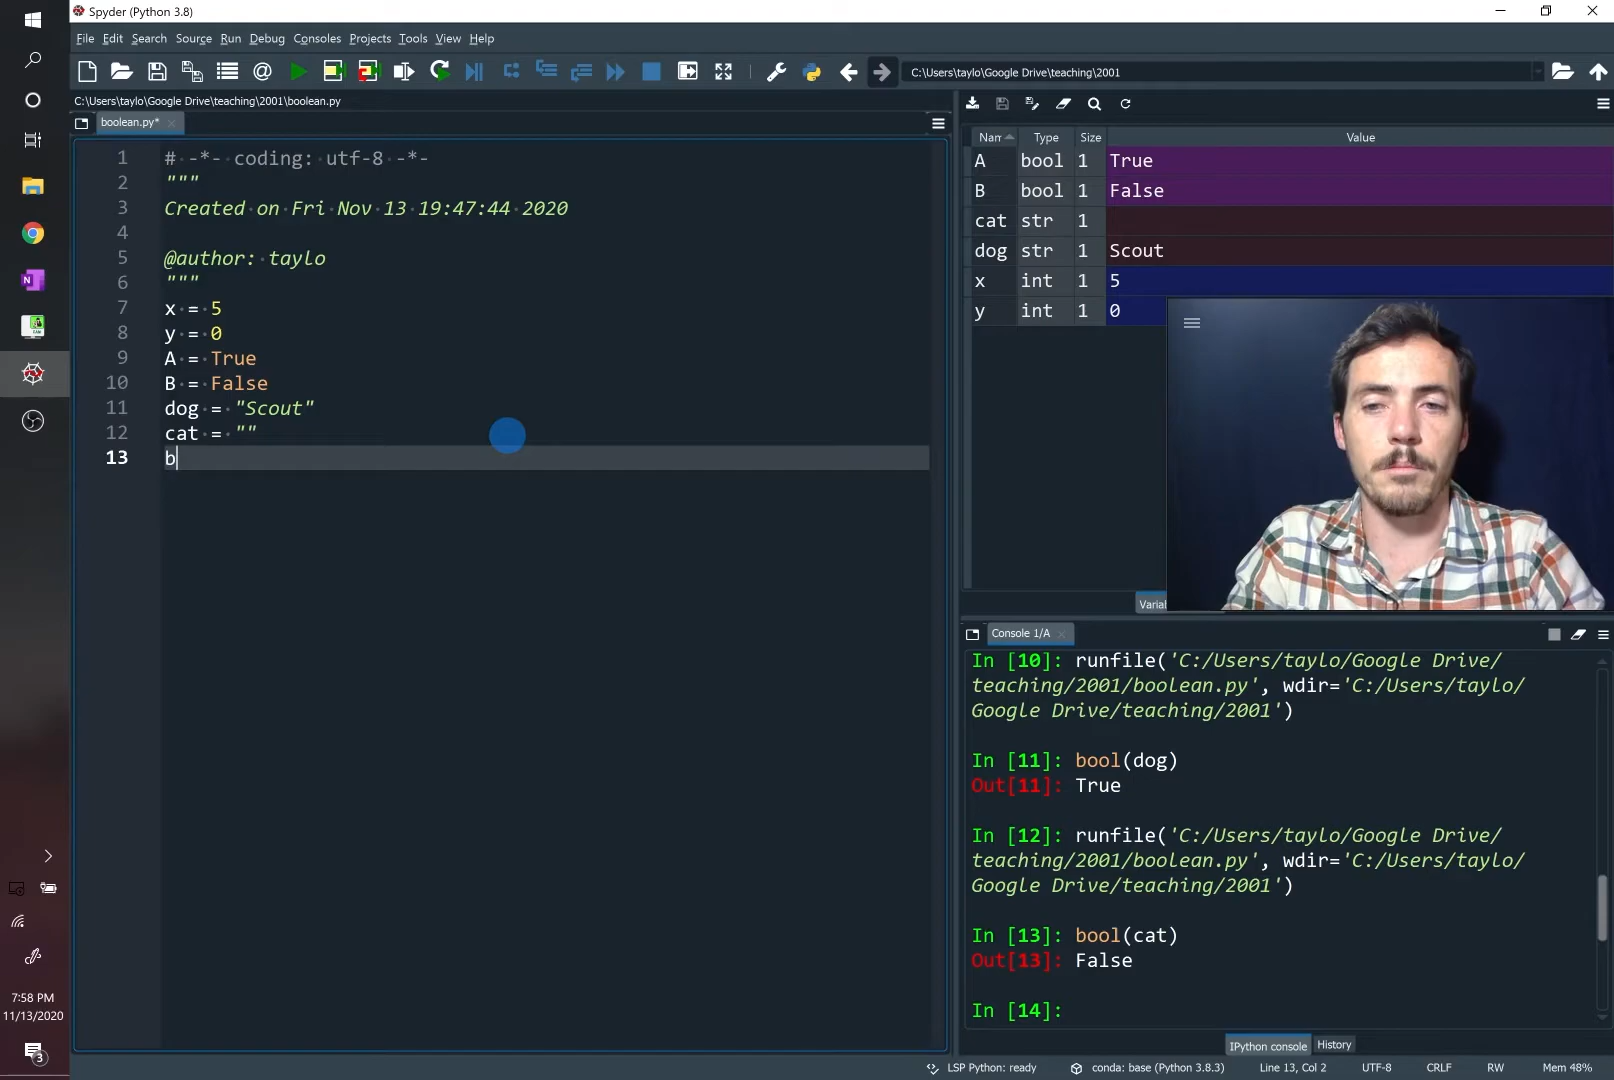 Spyder (Python 3.8)
File Edit Search Source Run Debug Consoles Projects Tools View Help
C:\Users\taylo\Google Drive\teaching\2001
C:\Users\taylo\Google Drive\teaching\2001\boolean.py
boolean.py*
1 # -*- coding: utf-8 -*-
2 """
3 Created on Fri Nov 13 19:47:44 2020
4
5 @author: taylo
6 """
7 x = 5
8 y = 0
9 A = True
10 B = False
11 dog = "Scout"
12 cat = ""
13 b
Nam Type Size Value
A bool 1 True
B bool 1 False
cat str 1
dog str 1 Scout
x int 1 5
y int 1 0
Varial
Console 1/A
In [10]: runfile('C:/Users/taylo/Google Drive/
teaching/2001/boolean.py', wdir='C:/Users/taylo/
Google Drive/teaching/2001')
In [11]: bool(dog)
Out[11]: True
In [12]: runfile('C:/Users/taylo/Google Drive/
teaching/2001/boolean.py', wdir='C:/Users/taylo/
Google Drive/teaching/2001')
In [13]: bool(cat)
Out[13]: False
In [14]:
IPython console History
LSP Python: ready conda: base (Python 3.8.3) Line 13, Col 2 UTF-8 CRLF RW Mem 48%
7:58 PM
11/13/2020
3